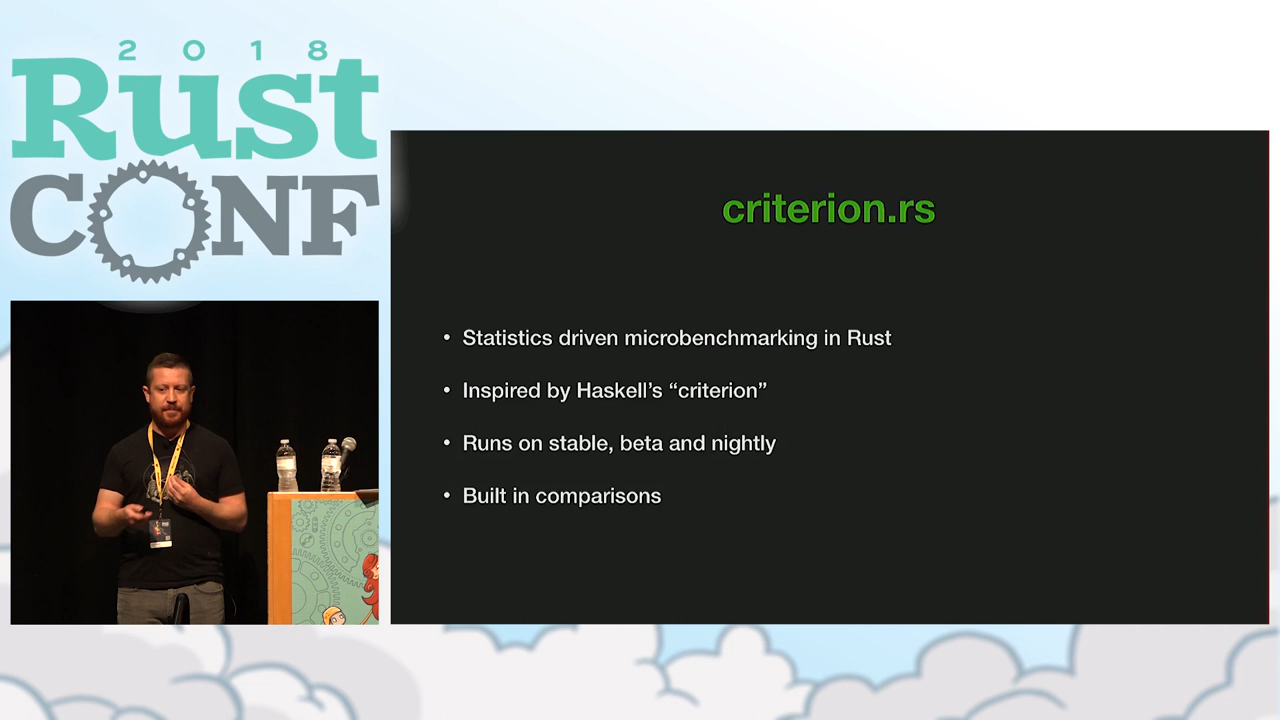 2018
Rust
CONF
criterion.rs
• Statistics driven microbenchmarking in Rust
• Inspired by Haskell’s “criterion”
• Runs on stable, beta and nightly
• Built in comparisons